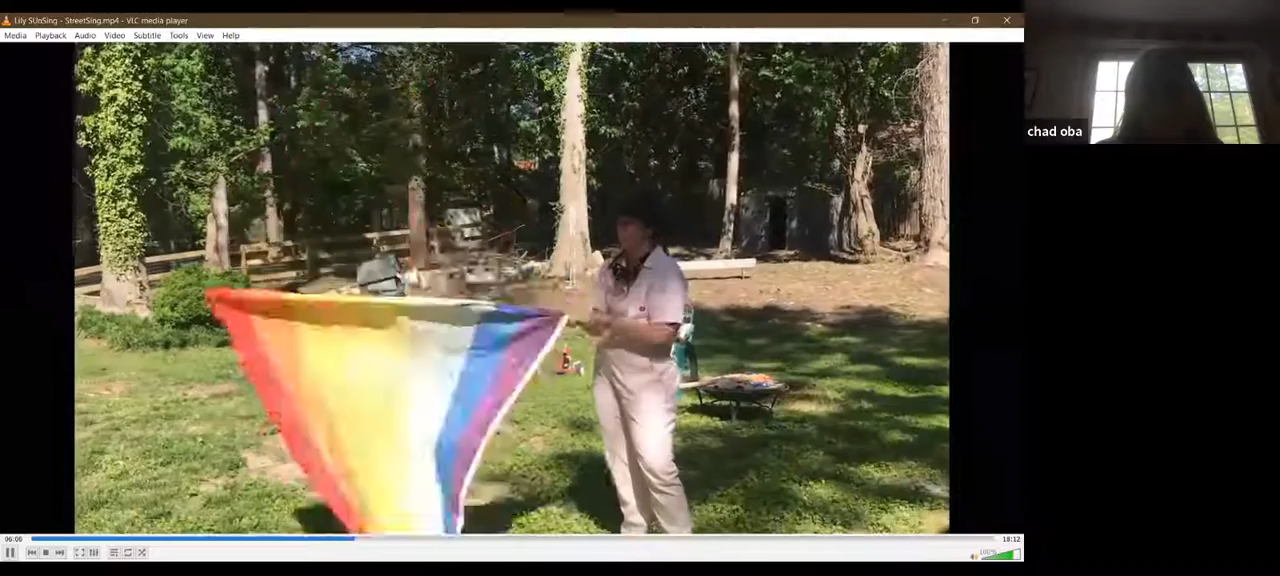 Lily SUnSing - StreetSing.mp4 - VLC media player
Media Playback Audio Video Subtitle Tools View Help
chad oba
06:06
18:12
100%